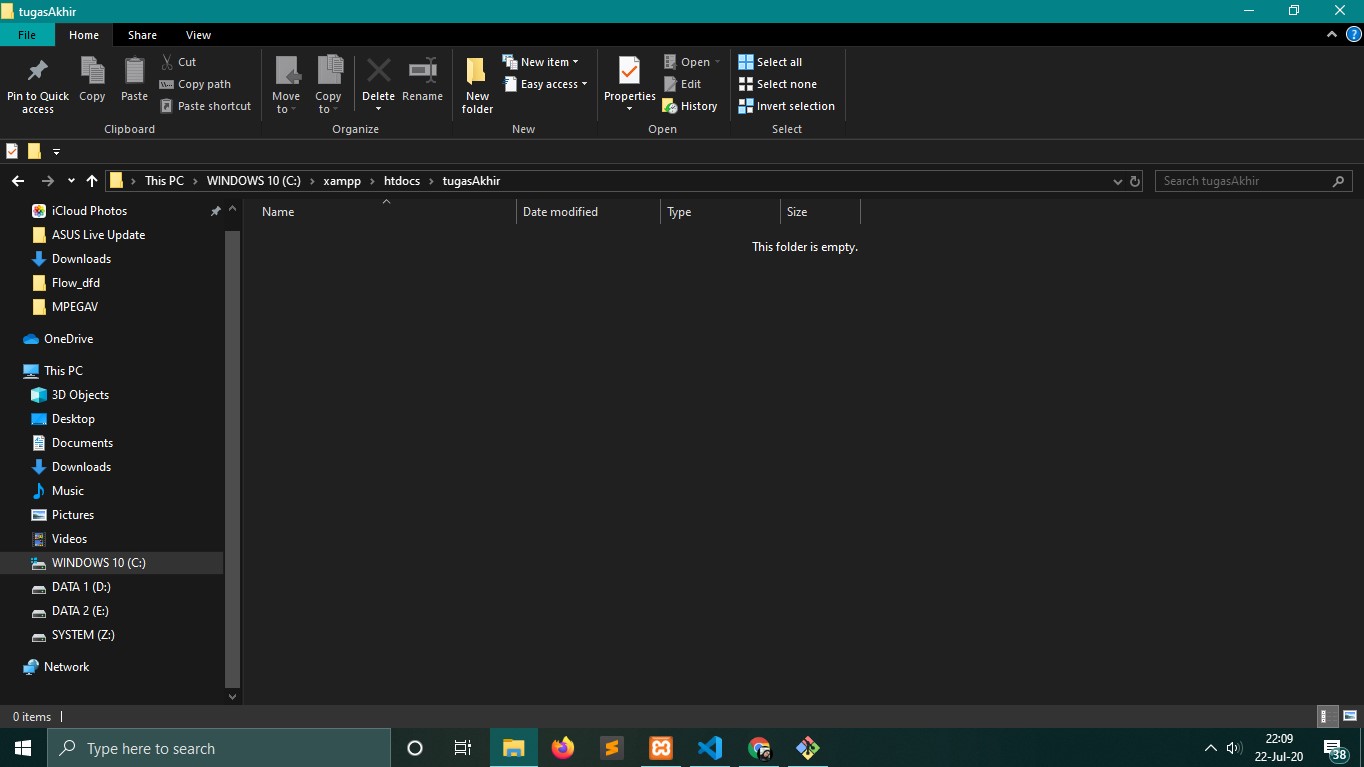 tugasAkhir
File Home Share View
Pin to Quick access
Copy
Paste
Cut
Copy path
Paste shortcut
Clipboard
Move to
Copy to
Delete
Rename
Organize
New folder
New item
Easy access
New
Properties
Open
Edit
History
Open
Select all
Select none
Invert selection
Select
This PC WINDOWS 10 (C:) xampp htdocs tugasAkhir
Search tugasAkhir
iCloud Photos
ASUS Live Update
Downloads
Flow_dfd
MPEGAV
OneDrive
This PC
3D Objects
Desktop
Documents
Downloads
Music
Pictures
Videos
WINDOWS 10 (C:)
DATA 1 (D:)
DATA 2 (E:)
SYSTEM (Z:)
Network
Name Date modified Type Size
This folder is empty.
0 items
Type here to search
22:09
22-Jul-20
38